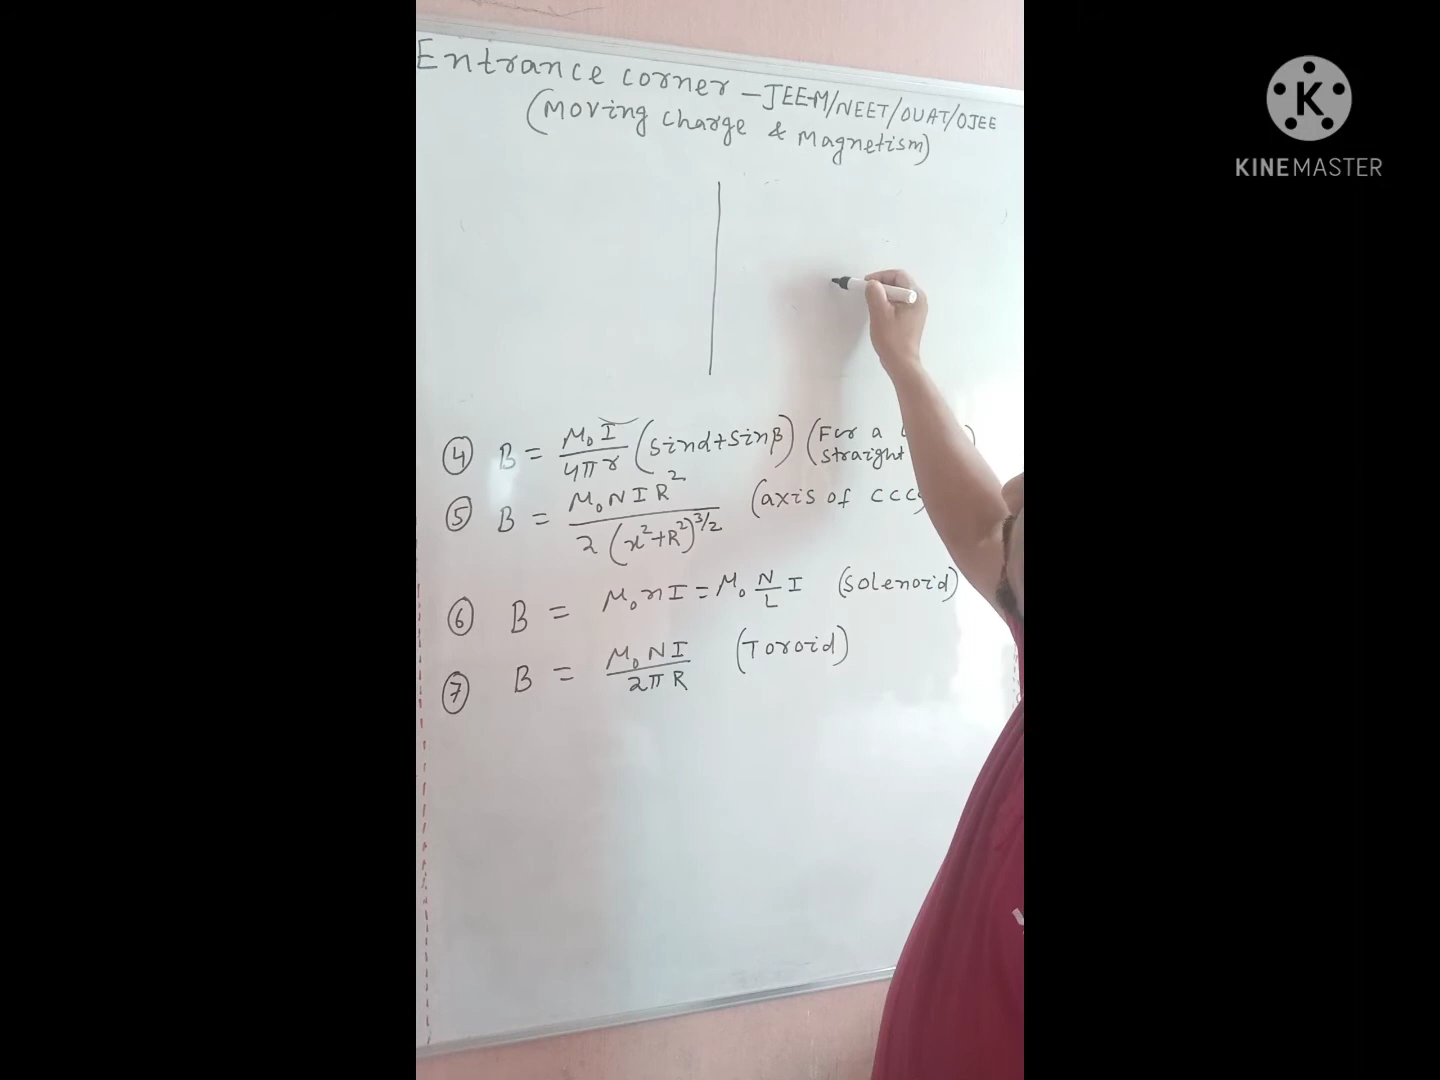 Entrance corner – JEE-M/NEET/OUAT/OJEE
(Moving charge & Magnetism)
④ B = μ₀I / 4πr (sinα + sinβ) (For a
straight
⑤ B = μ₀NIR² / 2(x²+R²)^3/2 (axis of CCC
⑥ B = μ₀nI = μ₀ N/L I (solenoid)
⑦ B = μ₀NI / 2πR (Toroid)
K
KINEMASTER